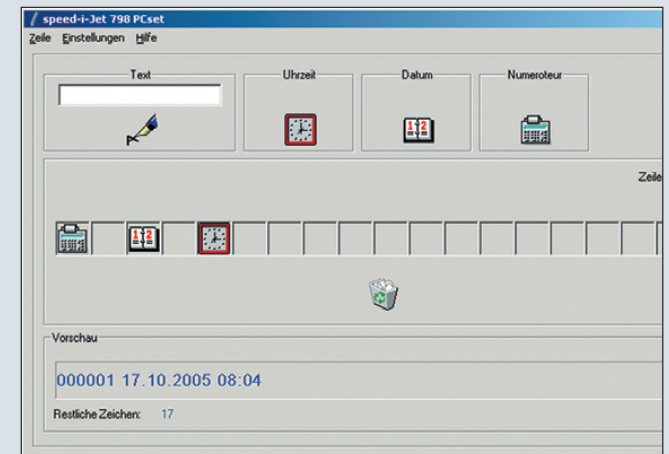 speed-i-Jet 798 PCset
Zeile Einstellungen Hilfe
Text Uhrzeit Datum Numeroteur
Zeile
Vorschau
000001 17.10.2005 08:04
Restliche Zeichen: 17